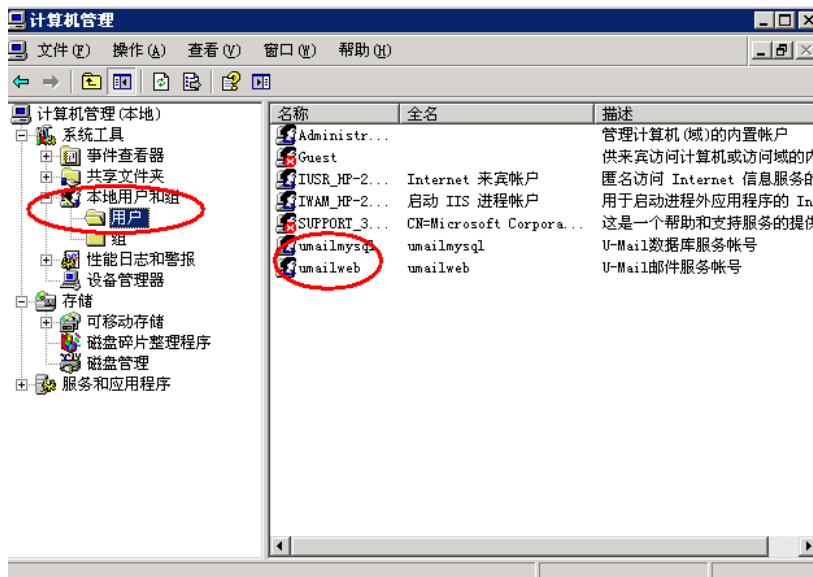 计算机管理
文件(F) 操作(A) 查看(V) 窗口(W) 帮助(H)
计算机管理(本地)
系统工具
事件查看器
共享文件夹
本地用户和组
用户
组
性能日志和警报
设备管理器
存储
可移动存储
磁盘碎片整理程序
磁盘管理
服务和应用程序
名称 全名 描述
Administr... 管理计算机(域)的内置帐户
Guest 供来宾访问计算机或访问域的内
IUSR_HP-2... Internet 来宾帐户 匿名访问 Internet 信息服务的
IWAM_HP-2... 启动 IIS 进程帐户 用于启动进程外应用程序的 In
SUPPORT_3... CN=Microsoft Corpora... 这是一个帮助和支持服务的提供
umailmysql umailmysql U-Mail数据库服务帐号
umailweb umailweb U-Mail邮件服务帐号